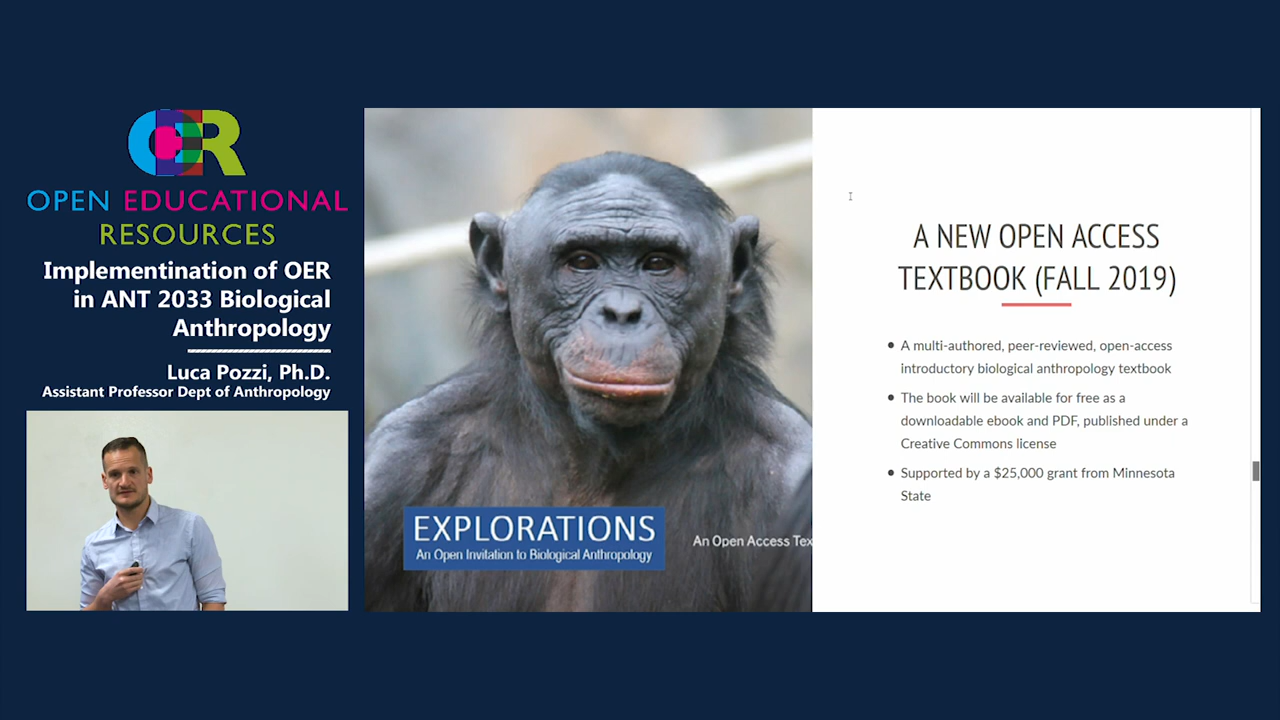 OER
OPEN EDUCATIONAL
RESOURCES
Implementination of OER
in ANT 2033 Biological
Anthropology
Luca Pozzi, Ph.D.
Assistant Professor Dept of Anthropology
EXPLORATIONS
An Open Invitation to Biological Anthropology
An Open Access Tex
A NEW OPEN ACCESS
TEXTBOOK (FALL 2019)
• A multi-authored, peer-reviewed, open-access
introductory biological anthropology textbook
• The book will be available for free as a
downloadable ebook and PDF, published under a
Creative Commons license
• Supported by a $25,000 grant from Minnesota
State